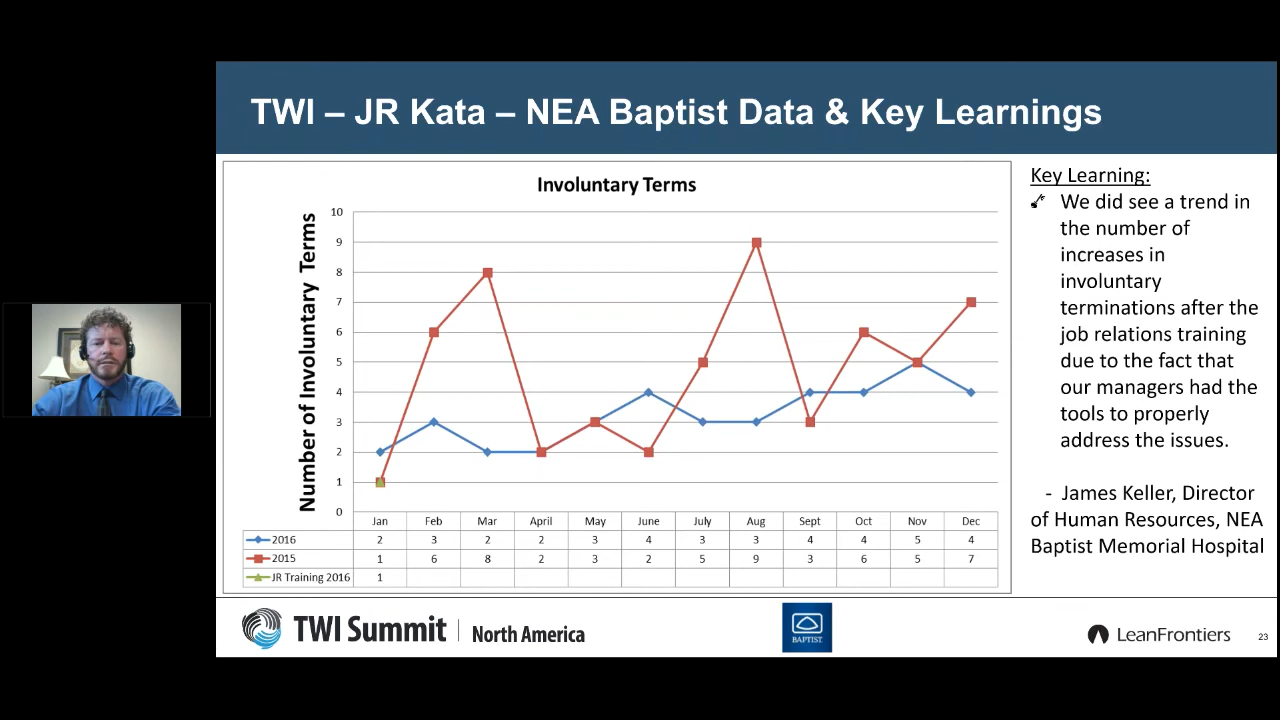 TWI – JR Kata – NEA Baptist Data & Key Learnings
Involuntary Terms
Number of Involuntary Terms
10
9
8
7
6
5
4
3
2
1
0
Jan Feb Mar April May June July Aug Sept Oct Nov Dec
2016 2 3 2 2 3 4 3 3 4 4 5 4
2015 1 6 8 2 3 2 5 9 3 6 5 7
JR Training 2016 1
Key Learning:
We did see a trend in
the number of
increases in
involuntary
terminations after the
job relations training
due to the fact that
our managers had the
tools to properly
address the issues.
- James Keller, Director
of Human Resources, NEA
Baptist Memorial Hospital
TWI Summit | North America
BAPTIST
LeanFrontiers
23